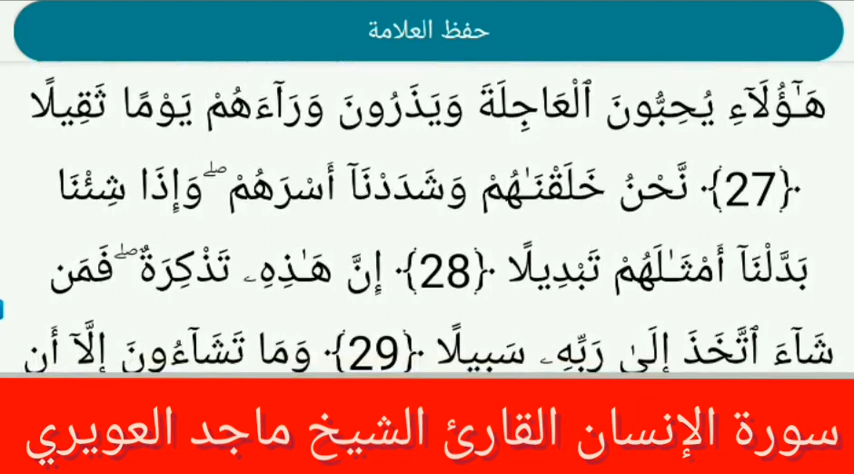 حفظ العلامة
هَـٰٓؤُلَآءِ يُحِبُّونَ ٱلْعَاجِلَةَ وَيَذَرُونَ وَرَآءَهُمْ يَوْمًا ثَقِيلًا
﴿27﴾ نَّحْنُ خَلَقْنَـٰهُمْ وَشَدَدْنَآ أَسْرَهُمْ ۖ وَإِذَا شِئْنَا
بَدَّلْنَآ أَمْثَـٰلَهُمْ تَبْدِيلًا ﴿28﴾ إِنَّ هَـٰذِهِۦ تَذْكِرَةٌ ۖ فَمَن
شَآءَ ٱتَّخَذَ إِلَىٰ رَبِّهِۦ سَبِيلًا ﴿29﴾ وَمَا تَشَآءُونَ إِلَّآ أَن
سورة الإنسان القارئ الشيخ ماجد العويري